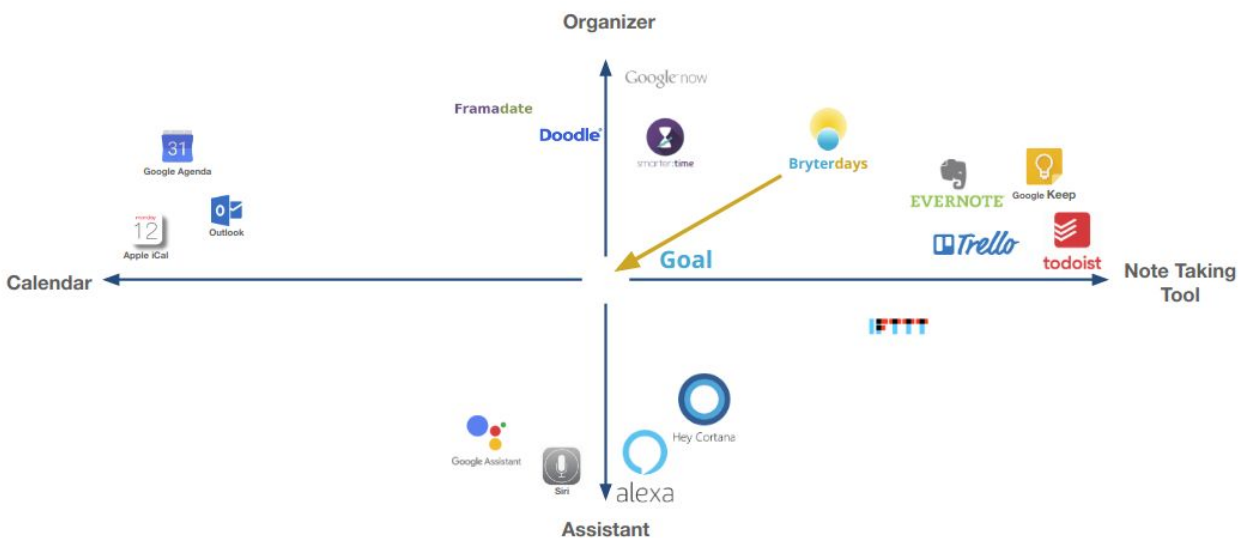 Organizer
Google now
Framadate
Doodle
smarter:time
Bryterdays
31
Google Agenda
EVERNOTE
Google Keep
Outlook
monday
12
Apple iCal
Trello
todoist
Goal
Calendar
Note Taking
Tool
IFTTT
Hey Cortana
Google Assistant
Siri
alexa
Assistant